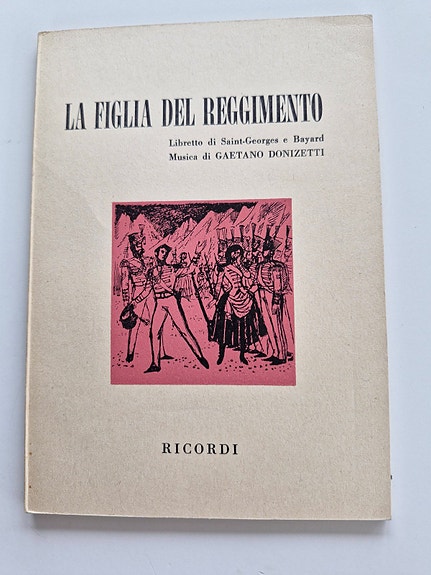 LA FIGLIA DEL REGGIMENTO
Libretto di Saint-Georges e Bayard
Musica di GAETANO DONIZETTI
RICORDI